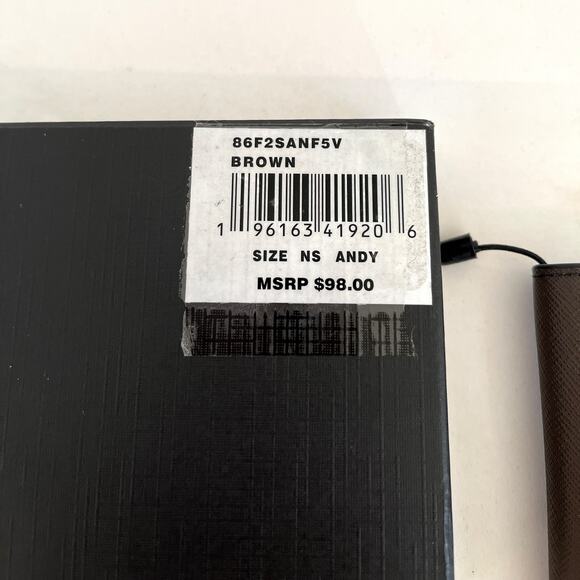 86F2SANF5V
BROWN
1 96163 41920 6
SIZE NS ANDY
MSRP $98.00